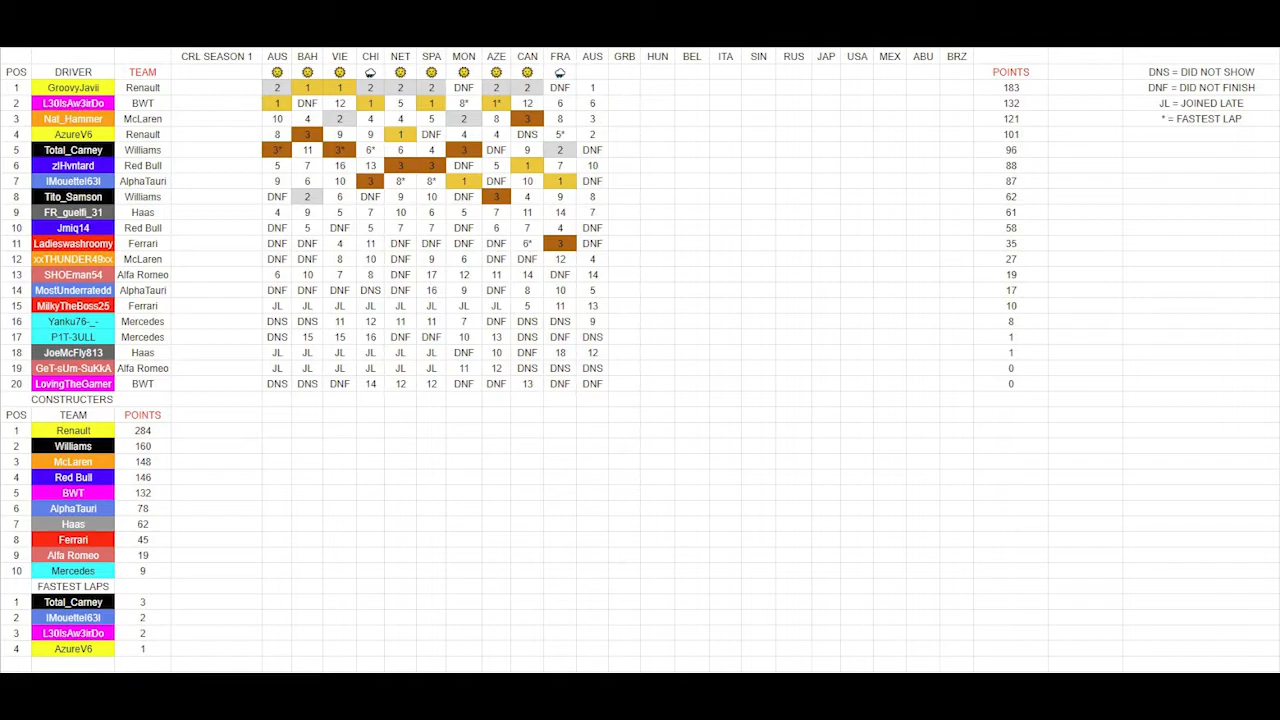 CRL SEASON 1 AUS BAH VIE CHI NET SPA MON AZE CAN FRA AUS GRB HUN BEL ITA SIN RUS JAP USA MEX ABU BRZ
POS DRIVER TEAM POINTS DNS = DID NOT SHOW
1 GroovyJavii Renault 2 1 1 2 2 2 DNF 2 2 DNF 1 183 DNF = DID NOT FINISH
2 L30IsAw3irDo BWT 1 DNF 12 1 5 1 8* 1* 12 6 6 132 JL = JOINED LATE
3 Nat_Hammer McLaren 10 4 2 4 4 5 2 8 3 8 3 121 * = FASTEST LAP
4 AzureV6 Renault 8 3 9 9 1 DNF 4 4 DNS 5* 2 101
5 Total_Carney Williams 3* 11 3* 6* 6 4 3 DNF 9 2 DNF 96
6 zlHvntard Red Bull 5 7 16 13 3 3 DNF 5 1 7 10 88
7 lMouettel63l AlphaTauri 9 6 10 3 8* 8* 1 DNF 10 1 DNF 87
8 Tito_Samson Williams DNF 2 6 DNF 9 10 DNF 3 4 9 8 62
9 FR_guelfi_31 Haas 4 9 5 7 10 6 5 7 11 14 7 61
10 Jmiq14 Red Bull DNF 5 DNF 5 7 7 DNF 6 7 4 DNF 58
11 Ladieswashroomy Ferrari DNF DNF 4 11 DNF DNF DNF DNF 6* 3 DNF 35
12 xxTHUNDER49xx McLaren DNF DNF 8 10 DNF 9 6 DNF DNF 12 4 27
13 SHOEman54 Alfa Romeo 6 10 7 8 DNF 17 12 11 14 DNF 14 19
14 MostUnderratedd AlphaTauri DNF DNF DNF DNS DNF 16 9 DNF 8 10 5 17
15 MilkyTheBoss25 Ferrari JL JL JL JL JL JL JL JL 5 11 13 10
16 Yanku76-_- Mercedes DNS DNS 11 12 11 11 7 DNF DNS DNS 9 8
17 P1T-3ULL Mercedes DNS 15 15 16 DNF DNF 10 13 DNS DNS DNF 1
18 JoeMcFly813 Haas JL JL JL JL JL JL DNF 10 DNF 18 12 1
19 GeT-sUm-SuKkA Alfa Romeo JL JL JL JL JL JL 11 12 DNS DNS DNS 0
20 LovingTheGamer BWT DNS DNS DNF 14 12 12 DNF DNF 13 DNF DNF 0
CONSTRUCTERS
POS TEAM POINTS
1 Renault 284
2 Williams 160
3 McLaren 148
4 Red Bull 146
5 BWT 132
6 AlphaTauri 78
7 Haas 62
8 Ferrari 45
9 Alfa Romeo 19
10 Mercedes 9
FASTEST LAPS
1 Total_Carney 3
2 lMouettel63l 2
3 L30IsAw3irDo 2
4 AzureV6 1